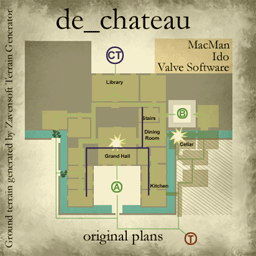 de_chateau
MacMan
Ido
Valve Software
CT
Library
Stairs
B
Dining
Room
Cellar
Grand Hall
A
Kitchen
original plans
T
Ground terrain generated by Zavensoft Terrain Generator